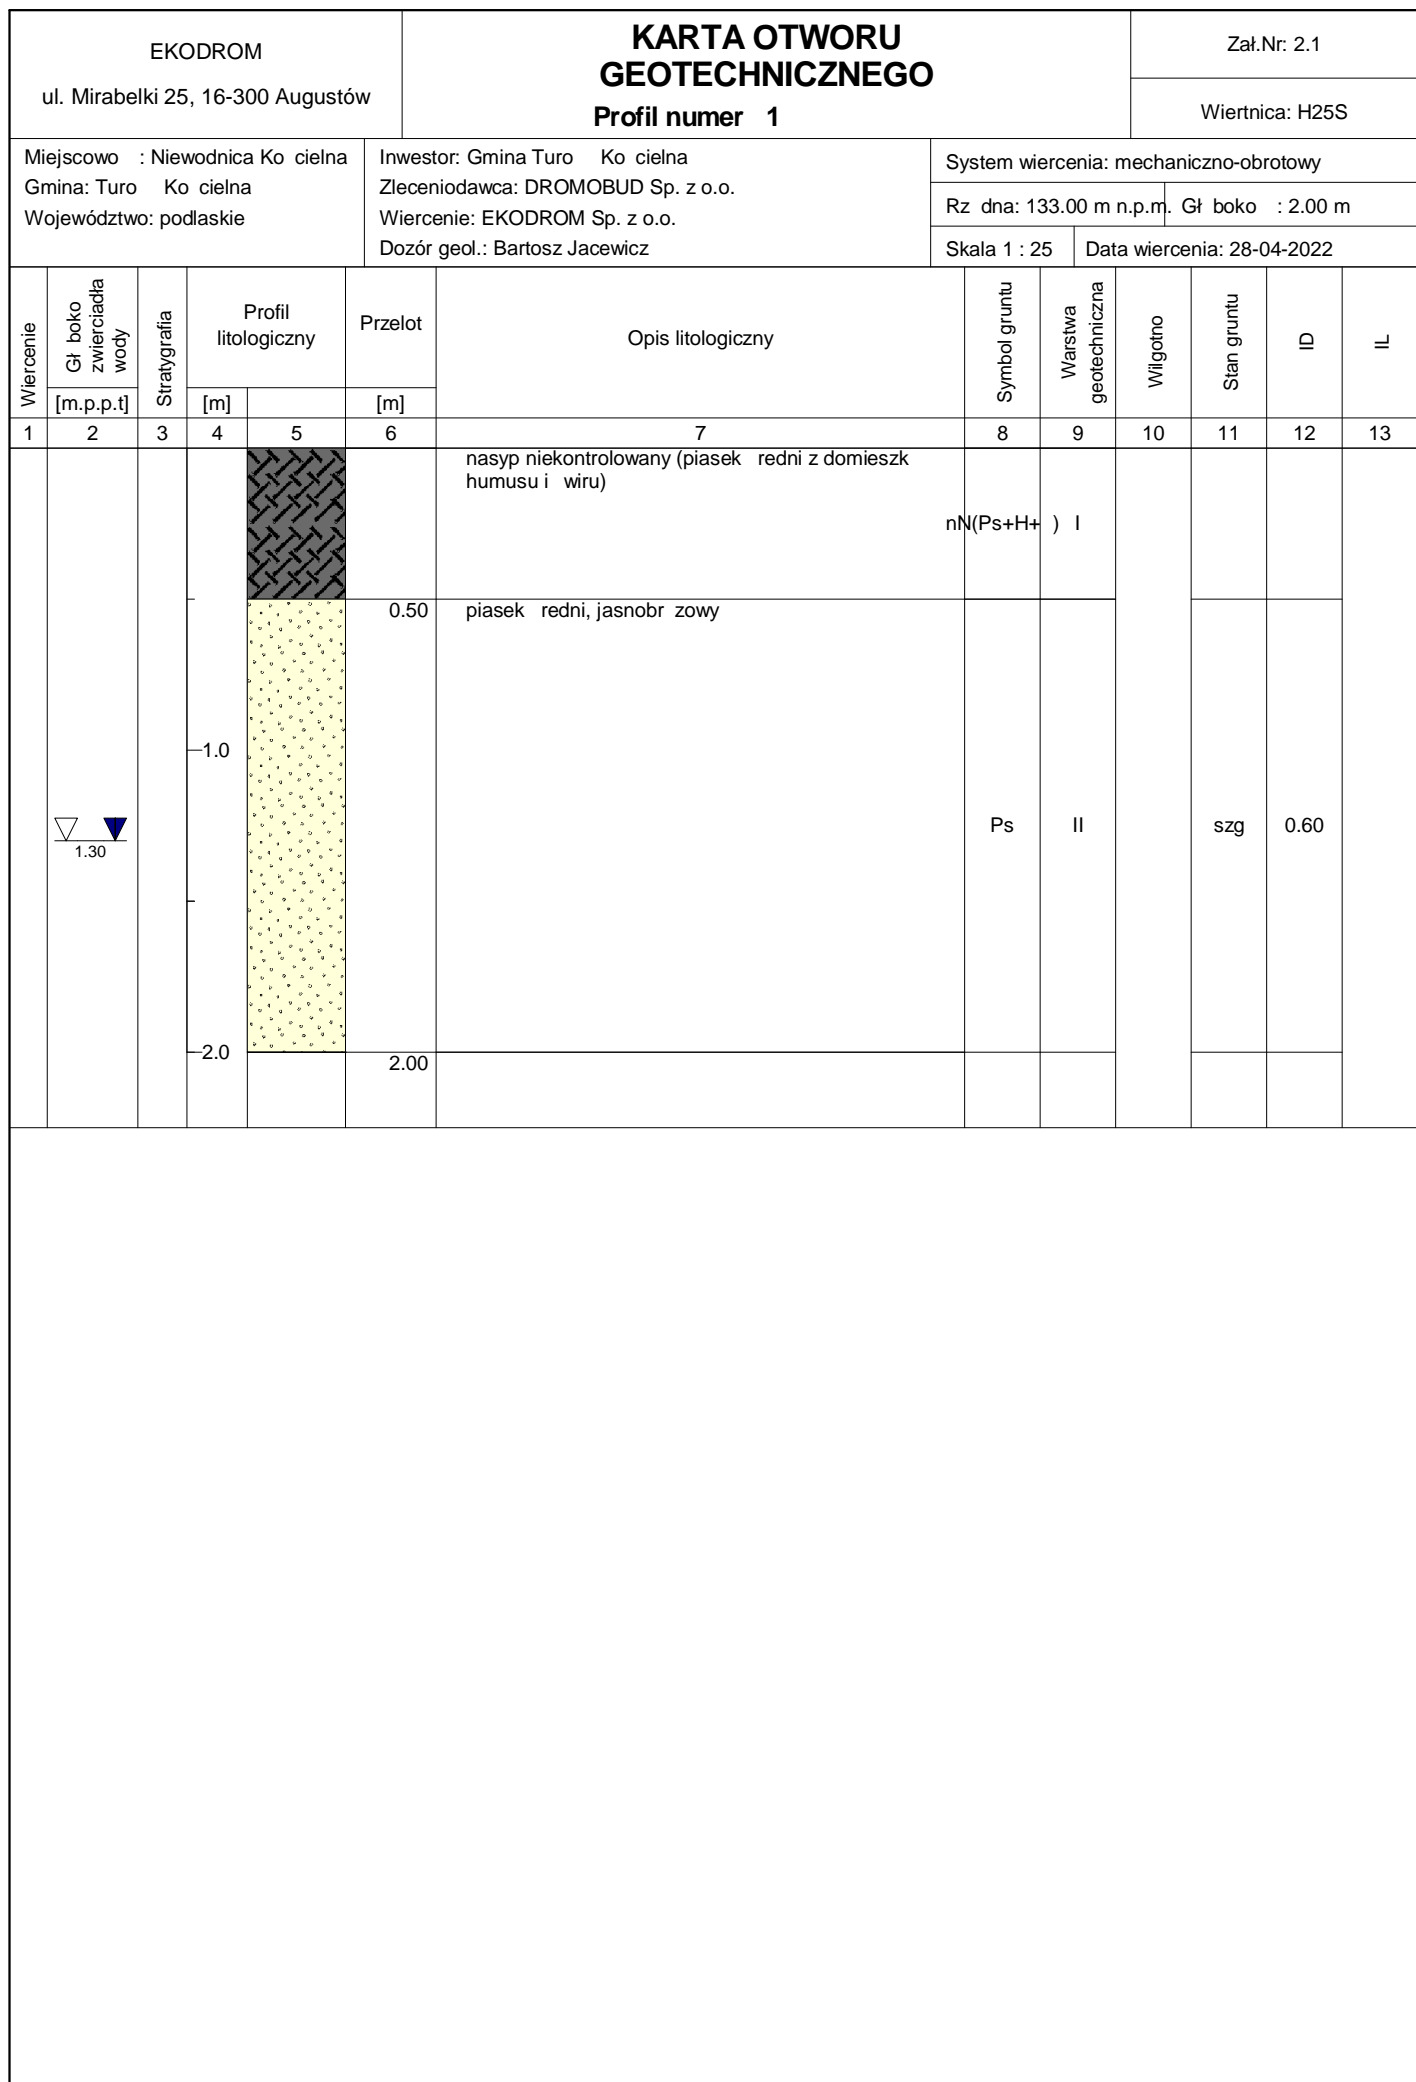 EKODROM
ul. Mirabelki 25, 16-300 Augustów
KARTA OTWORU
GEOTECHNICZNEGO
Profil numer 1
Zał.Nr: 2.1
Wiertnica: H25S
Miejscowo : Niewodnica Ko cielna
Gmina: Turo Ko cielna
Województwo: podlaskie
Inwestor: Gmina Turo Ko cielna
Zleceniodawca: DROMOBUD Sp. z o.o.
Wiercenie: EKODROM Sp. z o.o.
Dozór geol.: Bartosz Jacewicz
System wiercenia: mechaniczno-obrotowy
Rz dna: 133.00 m n.p.m. Gł boko : 2.00 m
Skala 1 : 25 Data wiercenia: 28-04-2022
Wiercenie
Gł boko
zwierciadła
wody
[m.p.p.t]
Stratygrafia
Profil
litologiczny
[m]
Przelot
[m]
Opis litologiczny
Symbol gruntu
Warstwa
geotechniczna
Wilgotno
Stan gruntu
ID
IL
1 2 3 4 5 6 7 8 9 10 11 12 13
nasyp niekontrolowany (piasek redni z domieszk
humusu i wiru)
nN(Ps+H+ ) I
0.50 piasek redni, jasnobr zowy
1.0
1.30
Ps II szg 0.60
2.0
2.00